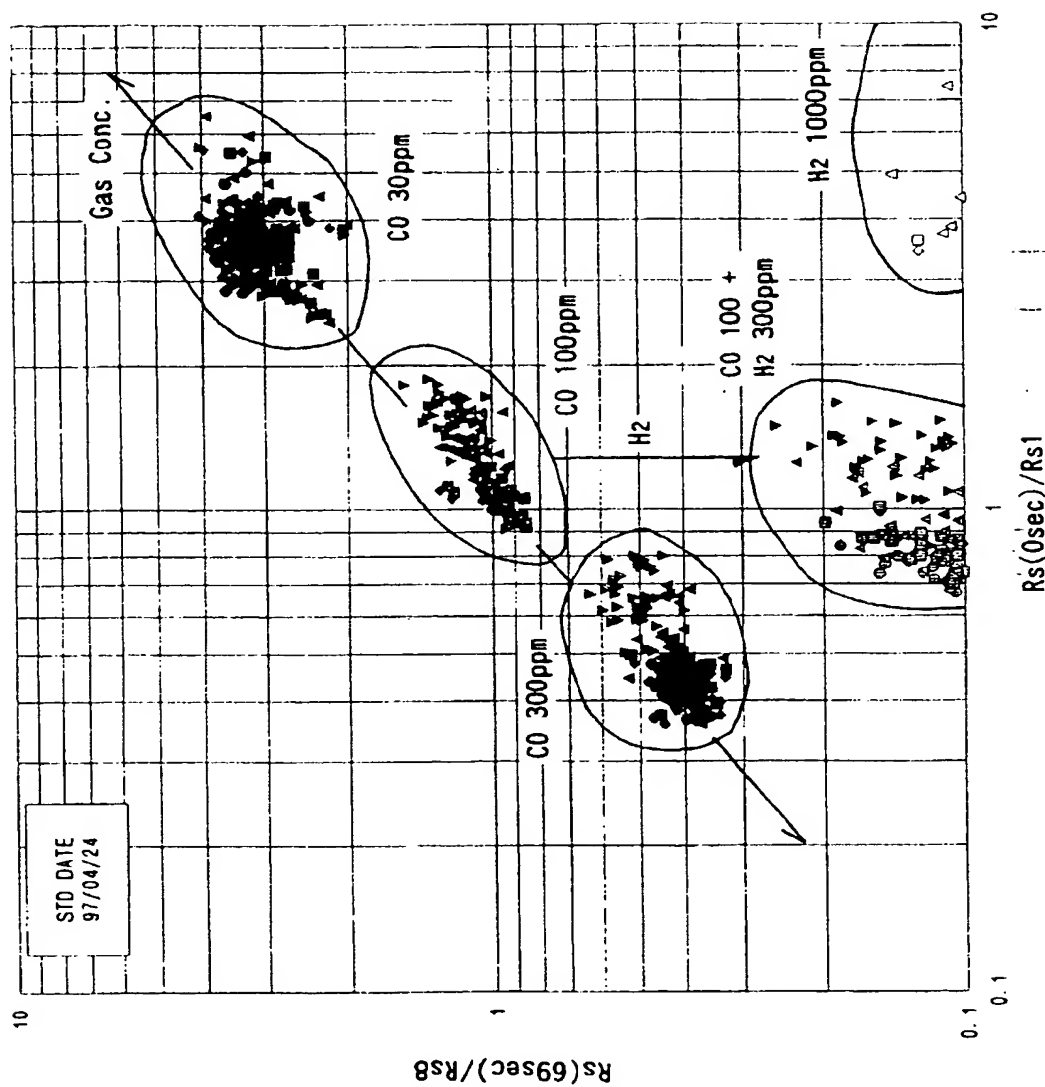 STD DATE
97/04/24
Gas Conc.
CO 30ppm
CO 100ppm
CO 300ppm
H2
CO 100 +
H2 300ppm
H2 1000ppm
10
1
0.1
Rs(69sec)/Rs8
0.1
1
10
Rs(0sec)/Rs1